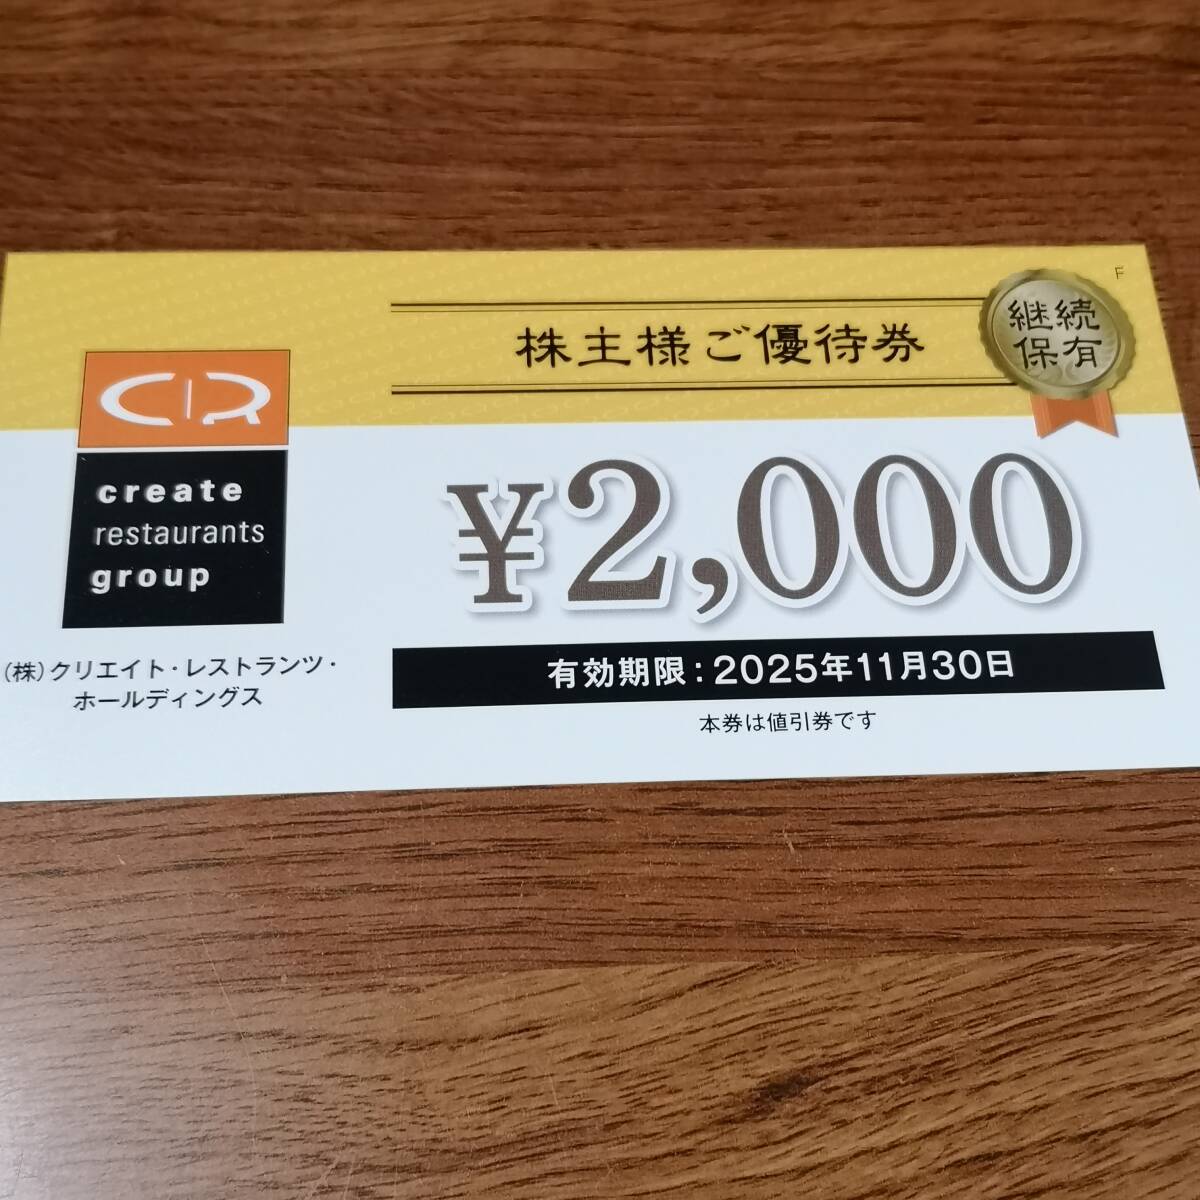 F
株主様ご優待券
継続
保有
CR
create
restaurants
group
¥2,000
(株)クリエイト・レストランツ・
ホールディングス
有効期限:2025年11月30日
本券は値引券です